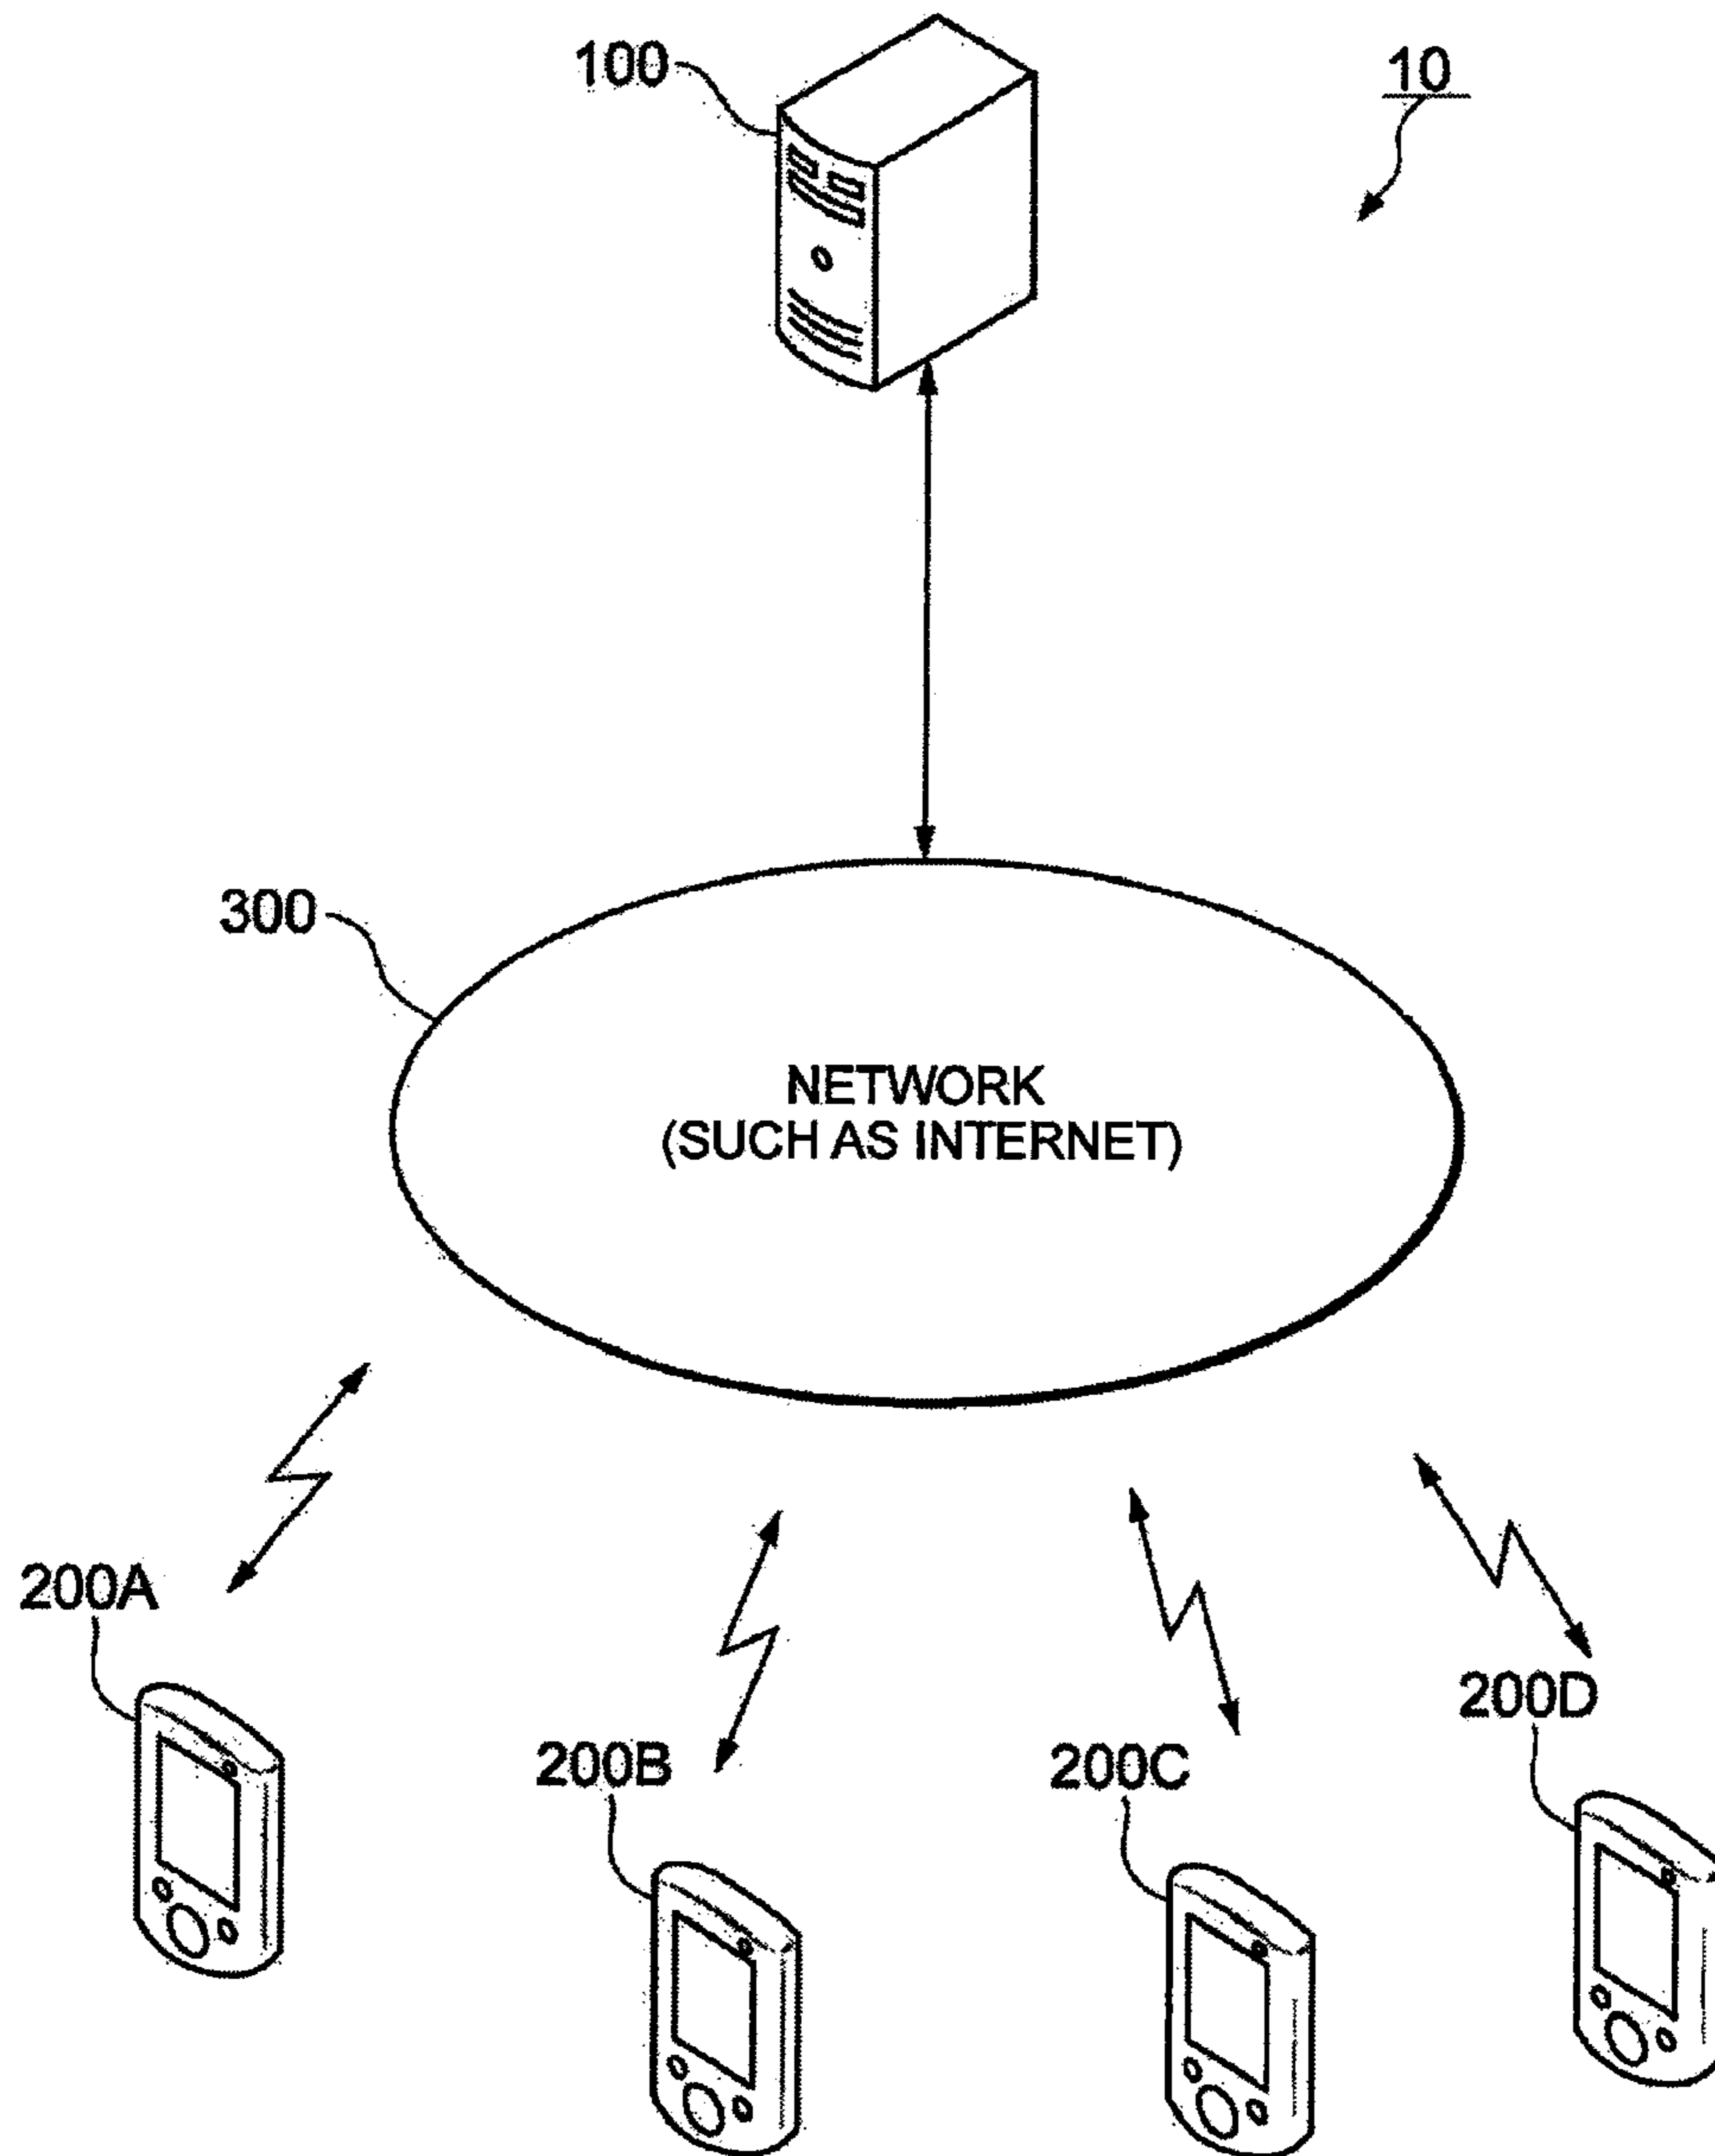 100
10
300
NETWORK
(SUCH AS INTERNET)
200A
200B
200C
200D